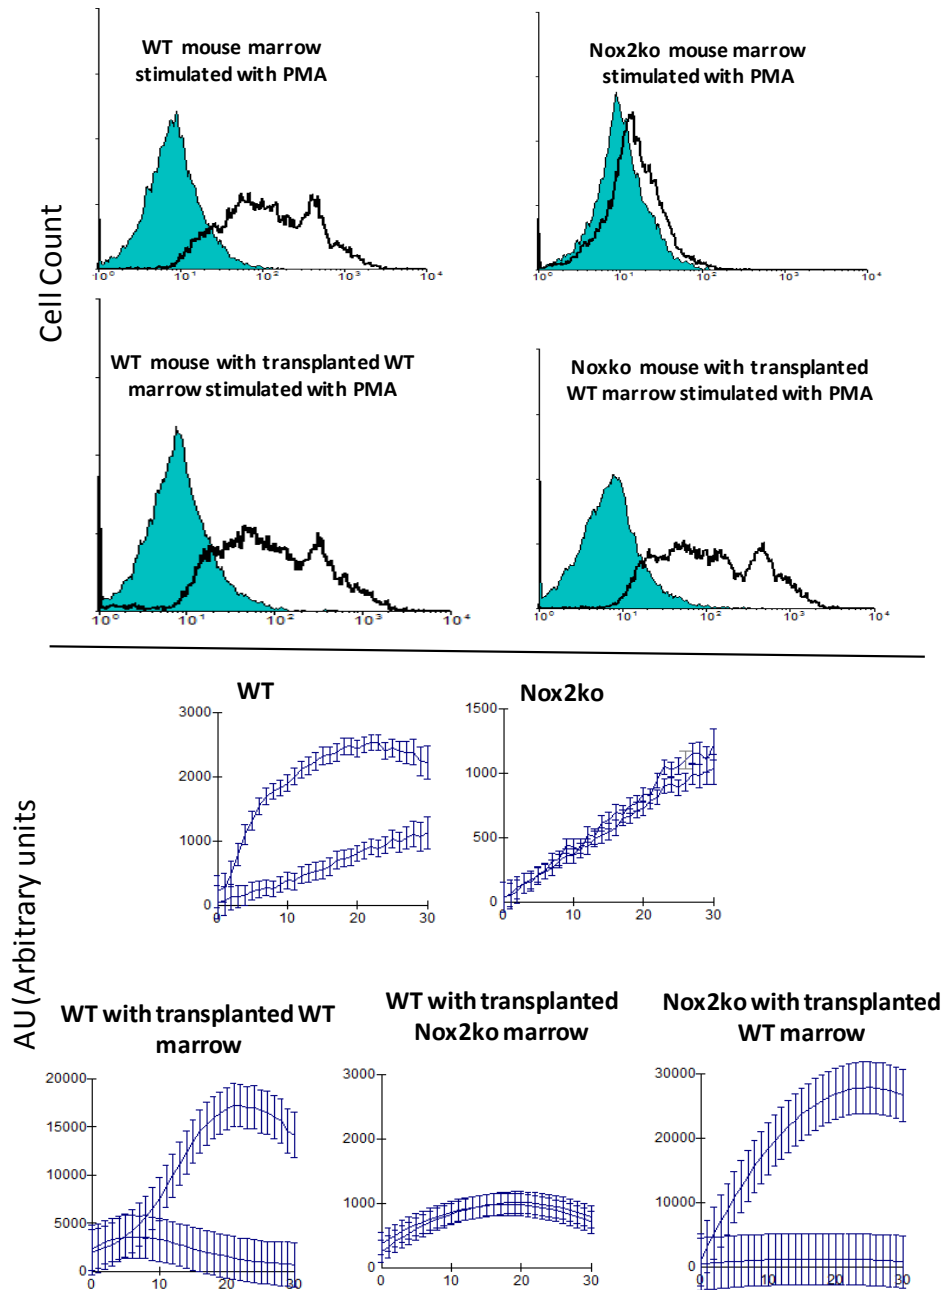 WT mouse marrow
stimulated with PMA
Nox2ko mouse marrow
stimulated with PMA
Cell Count
10⁰ 10¹ 10² 10³ 10⁴
10⁰ 10¹ 10² 10³ 10⁴
WT mouse with transplanted WT
marrow stimulated with PMA
Noxko mouse with transplanted
WT marrow stimulated with PMA
10⁰ 10¹ 10² 10³ 10⁴
10⁰ 10¹ 10² 10³ 10⁴
AU (Arbitrary units
WT
3000
2000
1000
0
0 10 20 30
Nox2ko
1500
1000
500
0
0 10 20 30
WT with transplanted WT
marrow
20000
15000
10000
5000
0
0 10 20 30
WT with transplanted
Nox2ko marrow
3000
2000
1000
0
0 10 20 30
Nox2ko with transplanted
WT marrow
30000
20000
10000
0
0 10 20 30